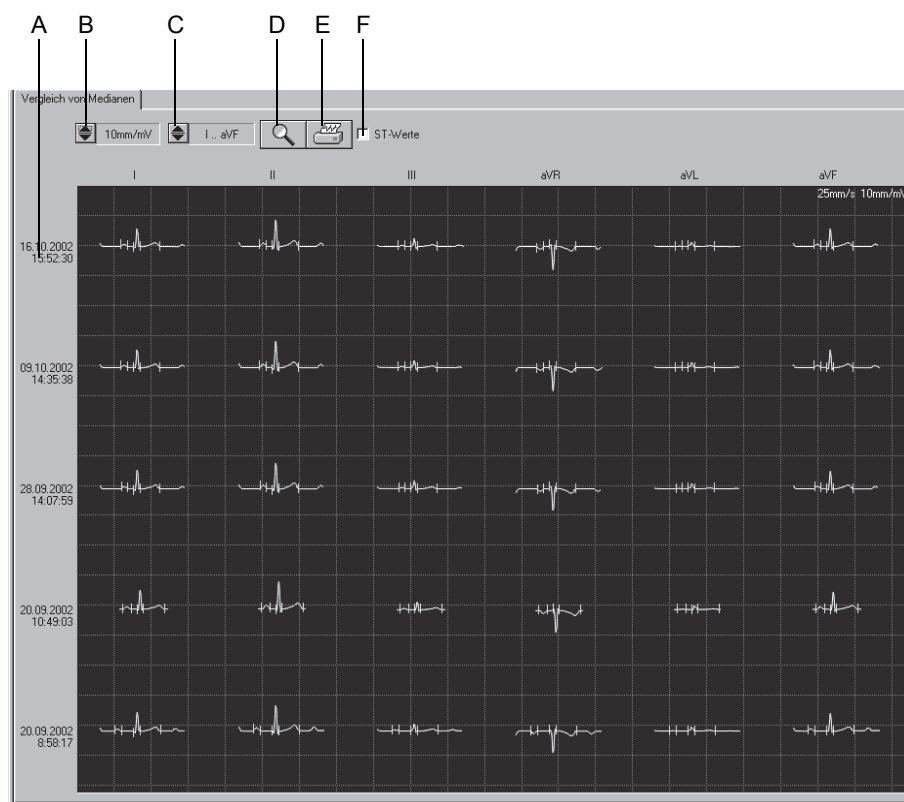 A B C D E F
Vergleich von Medianen
10mm/mV I .. aVF ST-Werte
I II III aVR aVL aVF
25mm/s 10mm/mV
16.10.2002
15:52:30
09.10.2002
14:35:38
28.09.2002
14:07:59
20.09.2002
10:49:03
20.09.2002
8:58:17